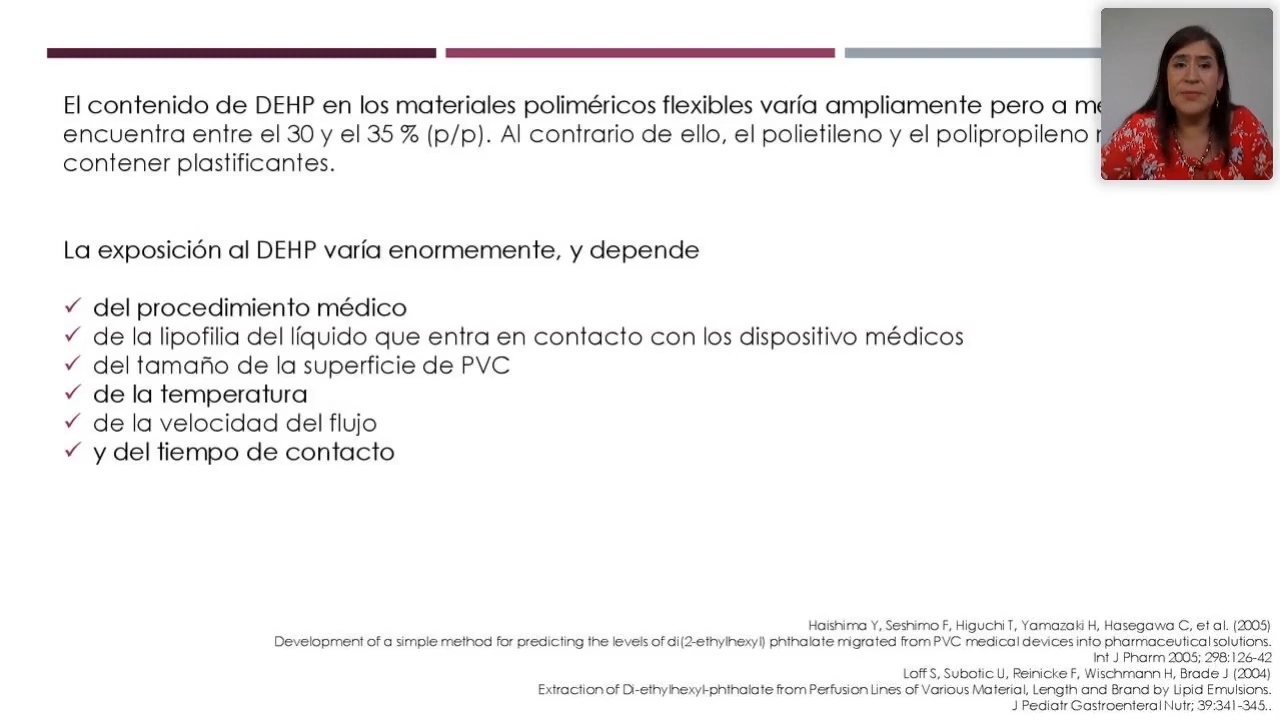 El contenido de DEHP en los materiales poliméricos flexibles varía ampliamente pero a
encuentra entre el 30 y el 35 % (p/p). Al contrario de ello, el polietileno y el polipropileno
contener plastificantes.
La exposición al DEHP varía enormemente, y depende
✓ del procedimiento médico
✓ de la lipofilia del líquido que entra en contacto con los dispositivo médicos
✓ del tamaño de la superficie de PVC
✓ de la temperatura
✓ de la velocidad del flujo
✓ y del tiempo de contacto
Haishima Y, Seshimo F, Higuchi T, Yamazaki H, Hasegawa C, et al. (2005)
Development of a simple method for predicting the levels of di(2-ethylhexyl) phthalate migrated from PVC medical devices into pharmaceutical solutions.
Int J Pharm 2005; 298:126-42
Loff S, Subotic U, Reinicke F, Wischmann H, Brade J (2004)
Extraction of Di-ethylhexyl-phthalate from Perfusion Lines of Various Material, Length and Brand by Lipid Emulsions.
J Pediatr Gastroenteral Nutr; 39:341-345..